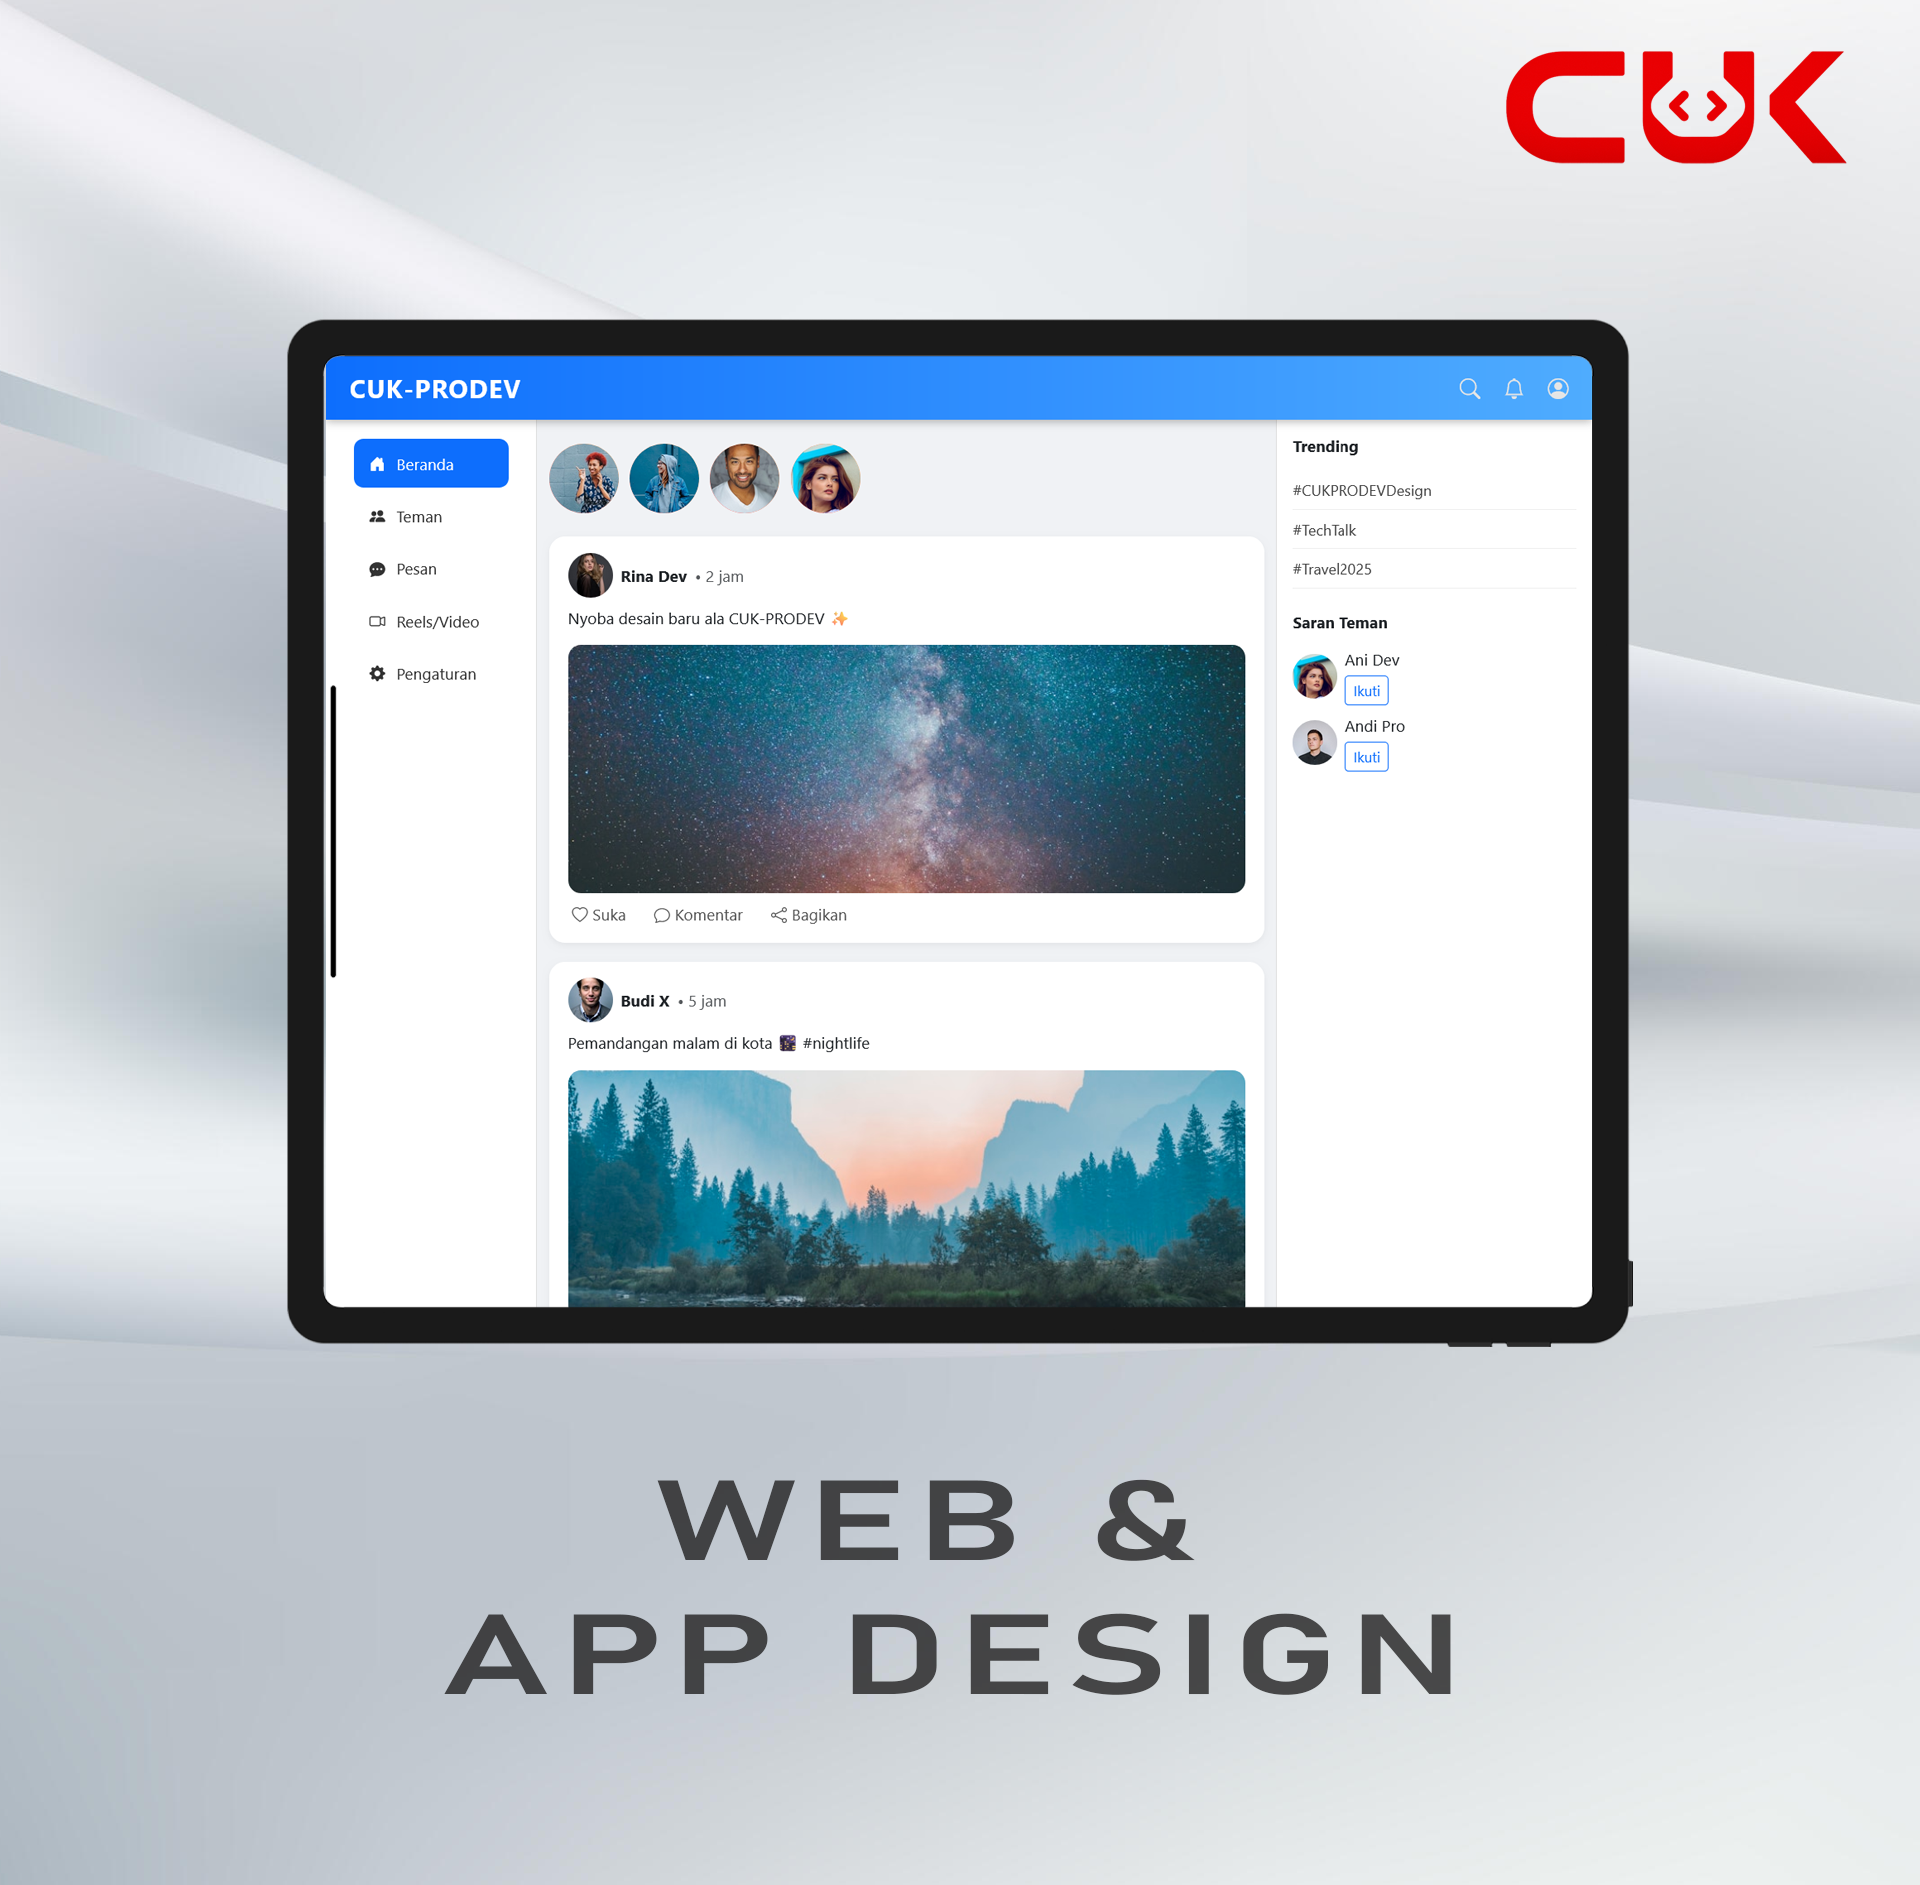 CUK
CUK-PRODEV
Beranda
Teman
Pesan
Reels/Video
Pengaturan
Rina Dev • 2 jam
Nyoba desain baru ala CUK-PRODEV ✨
Suka Komentar Bagikan
Budi X • 5 jam
Pemandangan malam di kota 🌃 #nightlife
Trending
#CUKPRODEVDesign
#TechTalk
#Travel2025
Saran Teman
Ani Dev
Ikuti
Andi Pro
Ikuti
WEB &
APP DESIGN